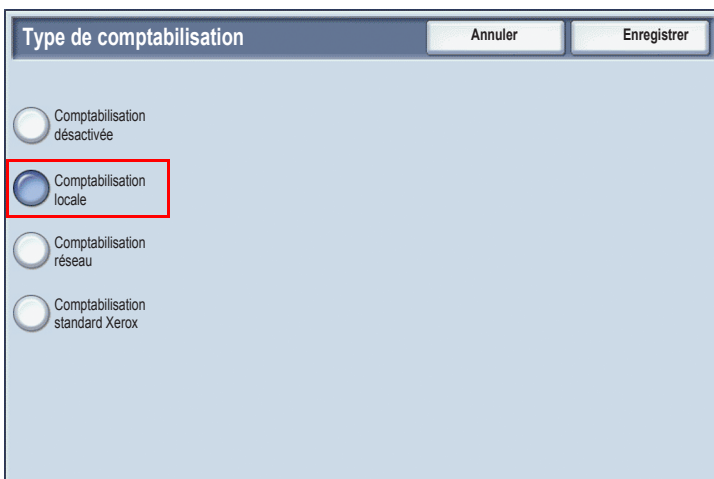 Type de comptabilisation
Annuler
Enregistrer
Comptabilisation
désactivée
Comptabilisation
locale
Comptabilisation
réseau
Comptabilisation
standard Xerox